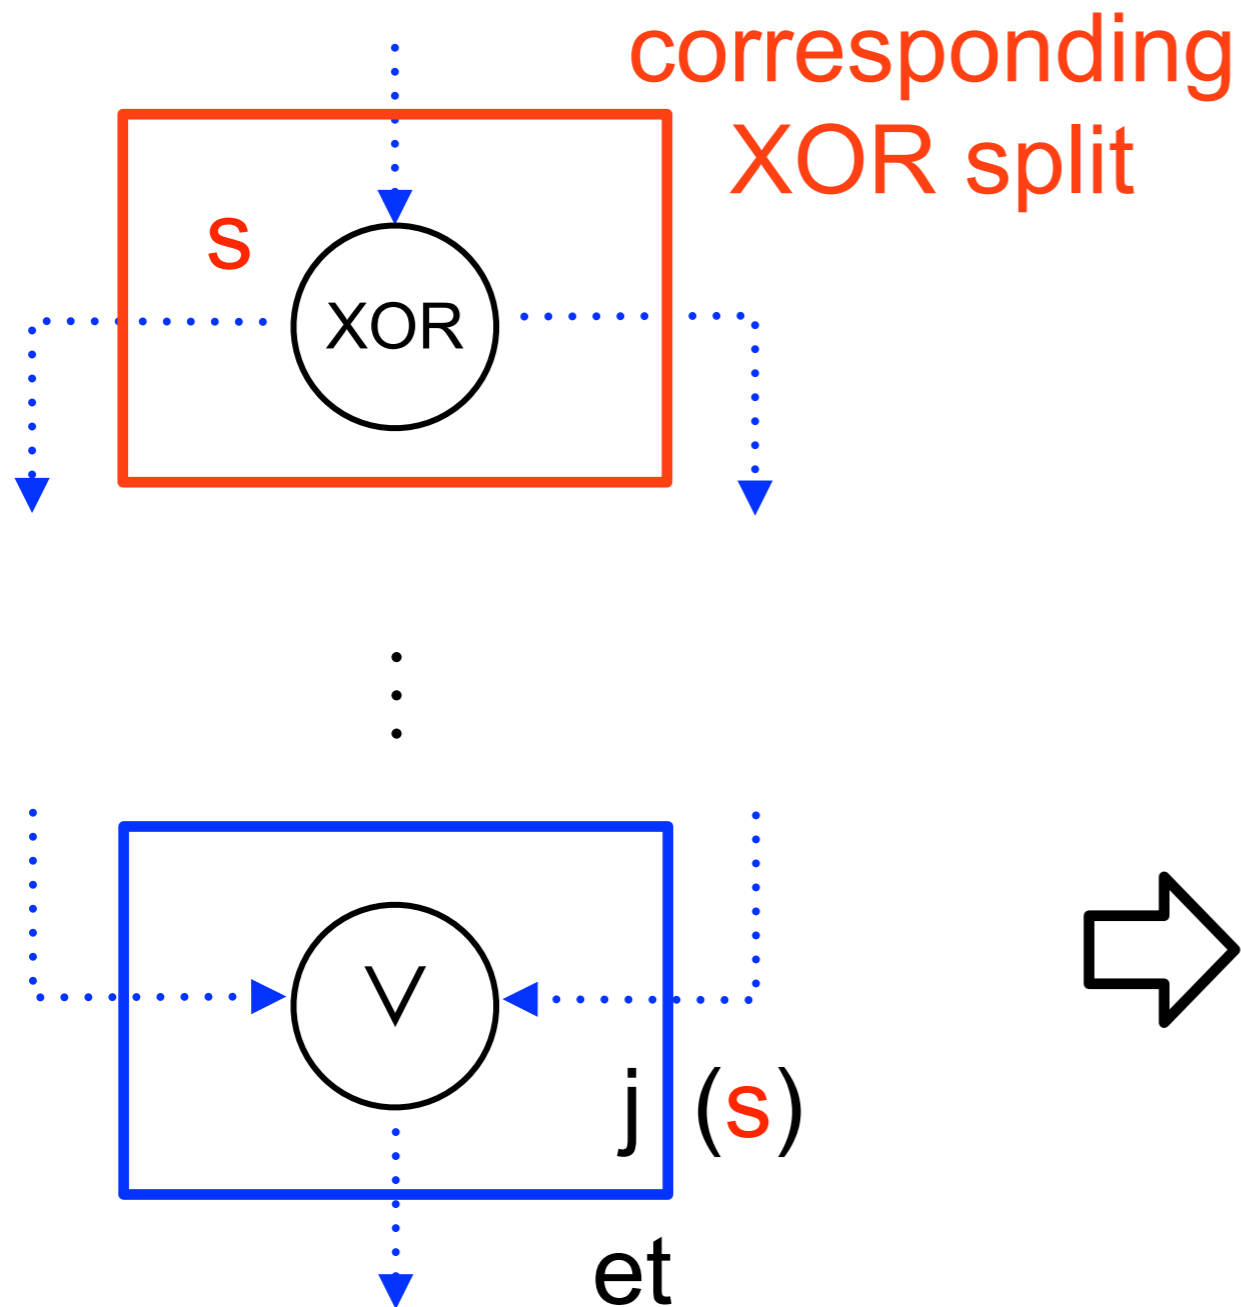 corresponding
XOR split
s
XOR
∨
j (s)
et